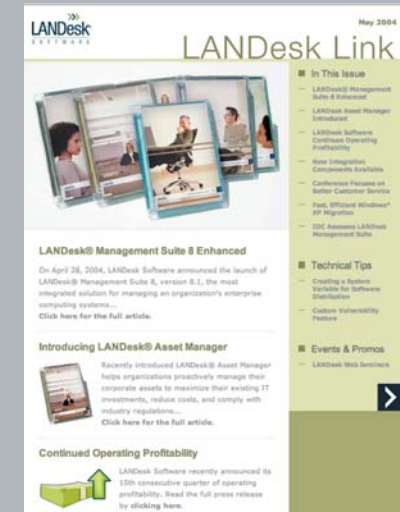 LANDesk
SOFTWARE
May 2004
LANDesk Link
LANDesk® Management Suite 8 Enhanced
On April 28, 2004, LANDesk Software announced the launch of
LANDesk® Management Suite 8, version 8.1, the most
integrated solution for managing an organization's enterprise
computing systems...
Click here for the full article.
Introducing LANDesk® Asset Manager
Recently introduced LANDesk® Asset Manager
helps organizations proactively manage their
corporate assets to maximize their existing IT
investments, reduce costs, and comply with
industry regulations...
Click here for the full article.
Continued Operating Profitability
LANDesk Software recently announced its
15th consecutive quarter of operating
profitability. Read the full press release
by clicking here.
In This Issue
LANDesk® Management
Suite 8 Enhanced
LANDesk Asset Manager
Introduced
LANDesk Software
Continues Operating
Profitability
New Integration
Components Available
Conference Focuses on
Better Customer Service
Fast, Efficient Windows*
XP Migration
IDC Assesses LANDesk
Management Suite
Technical Tips
Creating a System
Variable for Software
Distribution
Custom Vulnerability
Feature
Events & Promos
LANDesk Web Seminars